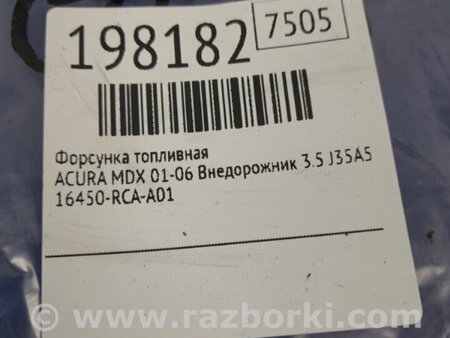 198182 7505
Форсунка топливная
ACURA MDX 01-06 Внедорожник 3.5 J35A5
16450-RCA-A01
www.razborki.com